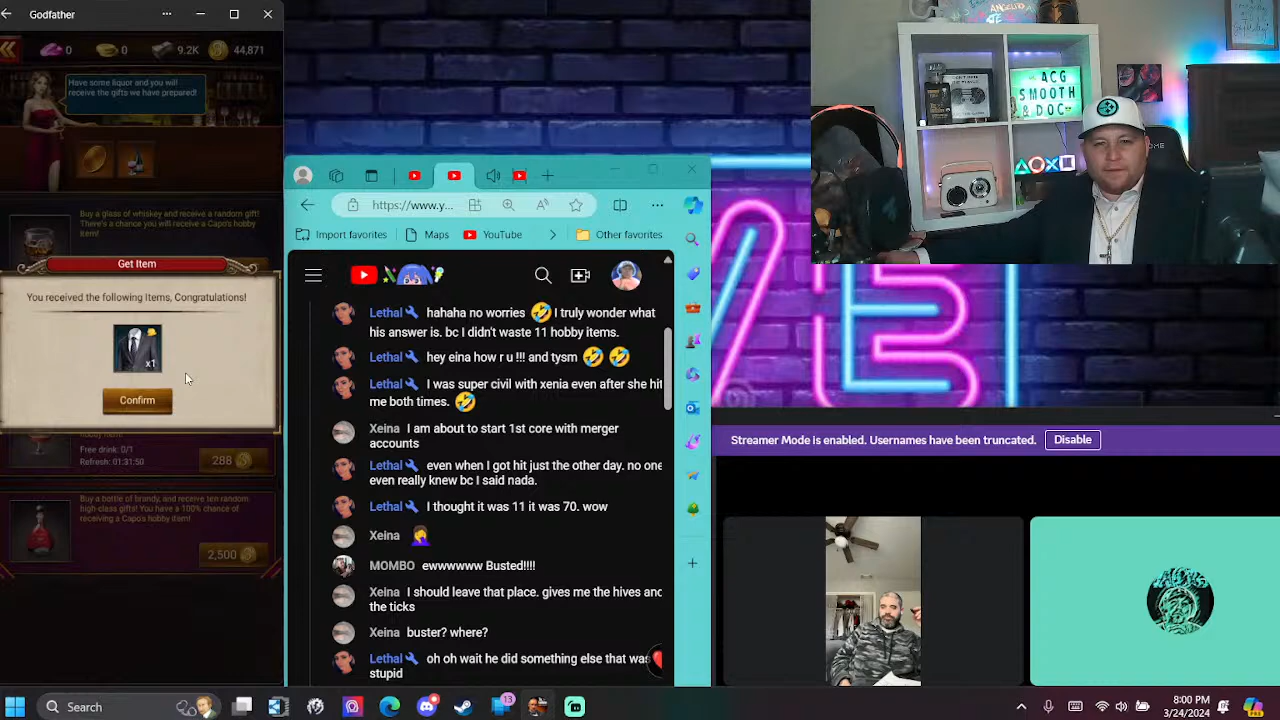 Godfather
0
0
9.2K
44,871
Have some liquor and you will
receive the gifts we have prepared!
Buy a glass of whiskey and receive a random gift!
There's a chance you will receive a Capo's hobby
item!
Get Item
You received the following Items, Congratulations!
x1
Confirm
hobby item!
Free drink: 0/1
Refresh: 01:31:50
288
Buy a bottle of brandy, and receive ten random
high-class gifts! You have a 100% chance of
receiving a Capo's hobby item!
2,500
https://www.y...
Import favorites
Maps
YouTube
Other favorites
Lethal hahaha no worries 🤣 I truly wonder what
his answer is. bc I didn't waste 11 hobby items.
Lethal hey eina how r u !!! and tysm 🤣 🤣
Lethal I was super civil with xenia even after she hit
me both times. 🤣
Xeina I am about to start 1st core with merger
accounts
Lethal even when I got hit just the other day. no one
even really knew bc I said nada.
Lethal I thought it was 11 it was 70. wow
Xeina 🤦
MOMBO ewwwwww Busted!!!!
Xeina I should leave that place. gives me the hives and
the ticks
Xeina buster? where?
Lethal oh oh wait he did something else that was
stupid
ACG
SMOOTH
& DOC
Streamer Mode is enabled. Usernames have been truncated.
Disable
Search
13
8:00 PM
3/24/2024